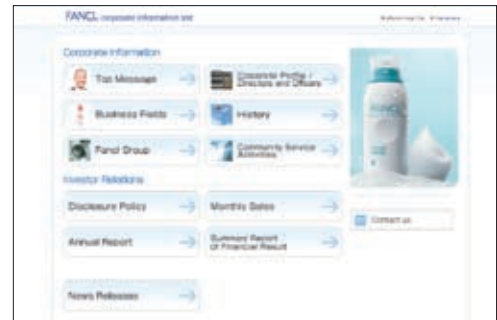 FANCL corporate information site
Corporate Information
Top Message
Corporate Profile /
Directors and Officers
Business Fields
History
Fancl Group
Community Service
Activities
FANCL
Investor Relations
Disclosure Policy
Monthly Sales
Contact us
Annual Report
Summary Report
of Financial Result
News Releases